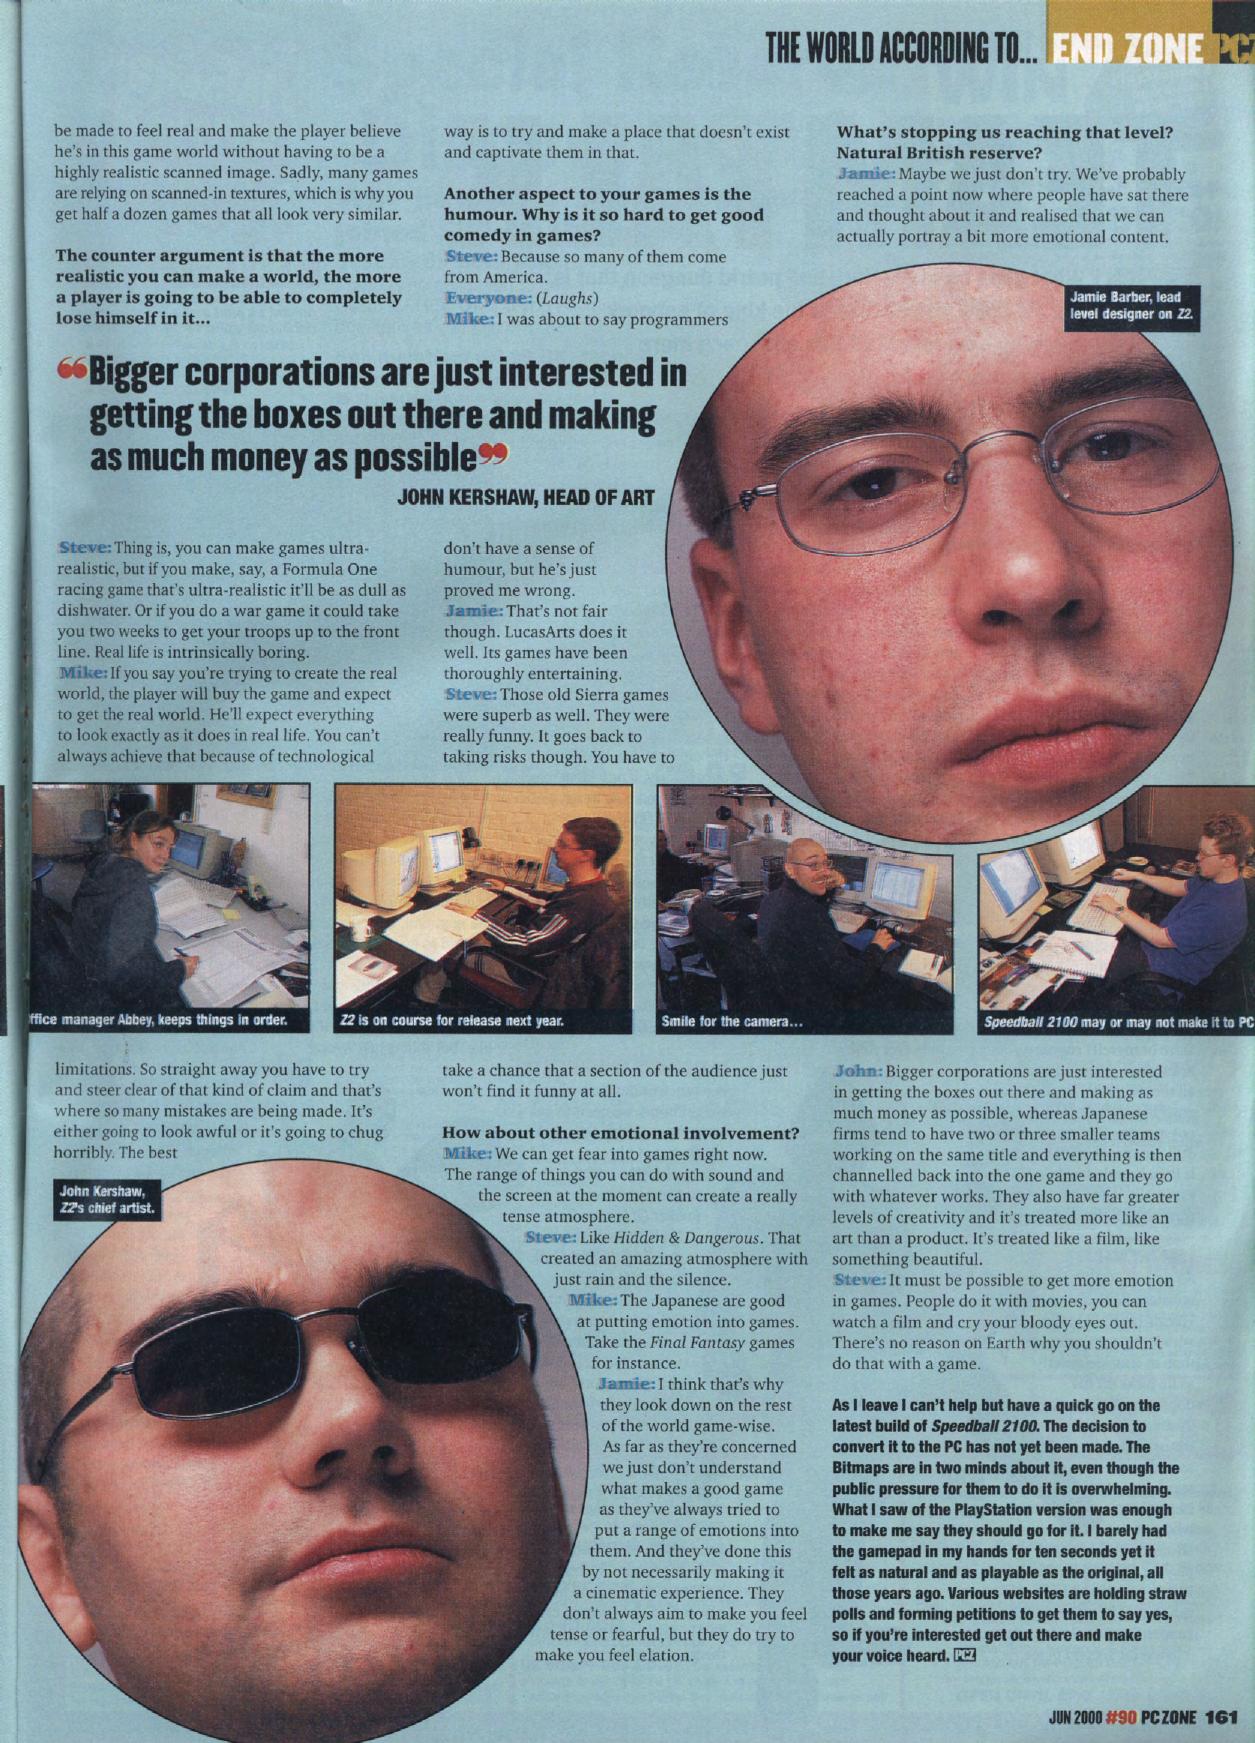 THE WORLD ACCORDING TO... END ZONE PCZ
be made to feel real and make the player believe
he's in this game world without having to be a
highly realistic scanned image. Sadly, many games
are relying on scanned-in textures, which is why you
get half a dozen games that all look very similar.
The counter argument is that the more
realistic you can make a world, the more
a player is going to be able to completely
lose himself in it...
way is to try and make a place that doesn't exist
and captivate them in that.
Another aspect to your games is the
humour. Why is it so hard to get good
comedy in games?
Steve: Because so many of them come
from America.
Everyone: (Laughs)
Mike: I was about to say programmers
What's stopping us reaching that level?
Natural British reserve?
Jamie: Maybe we just don't try. We've probably
reached a point now where people have sat there
and thought about it and realised that we can
actually portray a bit more emotional content.
Jamie Barber, lead
level designer on Z2.
“Bigger corporations are just interested in
getting the boxes out there and making
as much money as possible”
JOHN KERSHAW, HEAD OF ART
Steve: Thing is, you can make games ultra-
realistic, but if you make, say, a Formula One
racing game that's ultra-realistic it'll be as dull as
dishwater. Or if you do a war game it could take
you two weeks to get your troops up to the front
line. Real life is intrinsically boring.
Mike: If you say you're trying to create the real
world, the player will buy the game and expect
to get the real world. He'll expect everything
to look exactly as it does in real life. You can't
always achieve that because of technological
don't have a sense of
humour, but he's just
proved me wrong.
Jamie: That's not fair
though. LucasArts does it
well. Its games have been
thoroughly entertaining.
Steve: Those old Sierra games
were superb as well. They were
really funny. It goes back to
taking risks though. You have to
ffice manager Abbey, keeps things in order.
Z2 is on course for release next year.
Smile for the camera...
Speedball 2100 may or may not make it to PC
limitations. So straight away you have to try
and steer clear of that kind of claim and that's
where so many mistakes are being made. It's
either going to look awful or it's going to chug
horribly. The best
John Kershaw,
Z2's chief artist.
take a chance that a section of the audience just
won't find it funny at all.
How about other emotional involvement?
Mike: We can get fear into games right now.
The range of things you can do with sound and
the screen at the moment can create a really
tense atmosphere.
Steve: Like Hidden & Dangerous. That
created an amazing atmosphere with
just rain and the silence.
Mike: The Japanese are good
at putting emotion into games.
Take the Final Fantasy games
for instance.
Jamie: I think that's why
they look down on the rest
of the world game-wise.
As far as they're concerned
we just don't understand
what makes a good game
as they've always tried to
put a range of emotions into
them. And they've done this
by not necessarily making it
a cinematic experience. They
don't always aim to make you feel
tense or fearful, but they do try to
make you feel elation.
John: Bigger corporations are just interested
in getting the boxes out there and making as
much money as possible, whereas Japanese
firms tend to have two or three smaller teams
working on the same title and everything is then
channelled back into the one game and they go
with whatever works. They also have far greater
levels of creativity and it's treated more like an
art than a product. It's treated like a film, like
something beautiful.
Steve: It must be possible to get more emotion
in games. People do it with movies, you can
watch a film and cry your bloody eyes out.
There's no reason on Earth why you shouldn't
do that with a game.
As I leave I can't help but have a quick go on the
latest build of Speedball 2100. The decision to
convert it to the PC has not yet been made. The
Bitmaps are in two minds about it, even though the
public pressure for them to do it is overwhelming.
What I saw of the PlayStation version was enough
to make me say they should go for it. I barely had
the gamepad in my hands for ten seconds yet it
felt as natural and as playable as the original, all
those years ago. Various websites are holding straw
polls and forming petitions to get them to say yes,
so if you're interested get out there and make
your voice heard. PCZ
JUN 2000 #90 PC ZONE 161